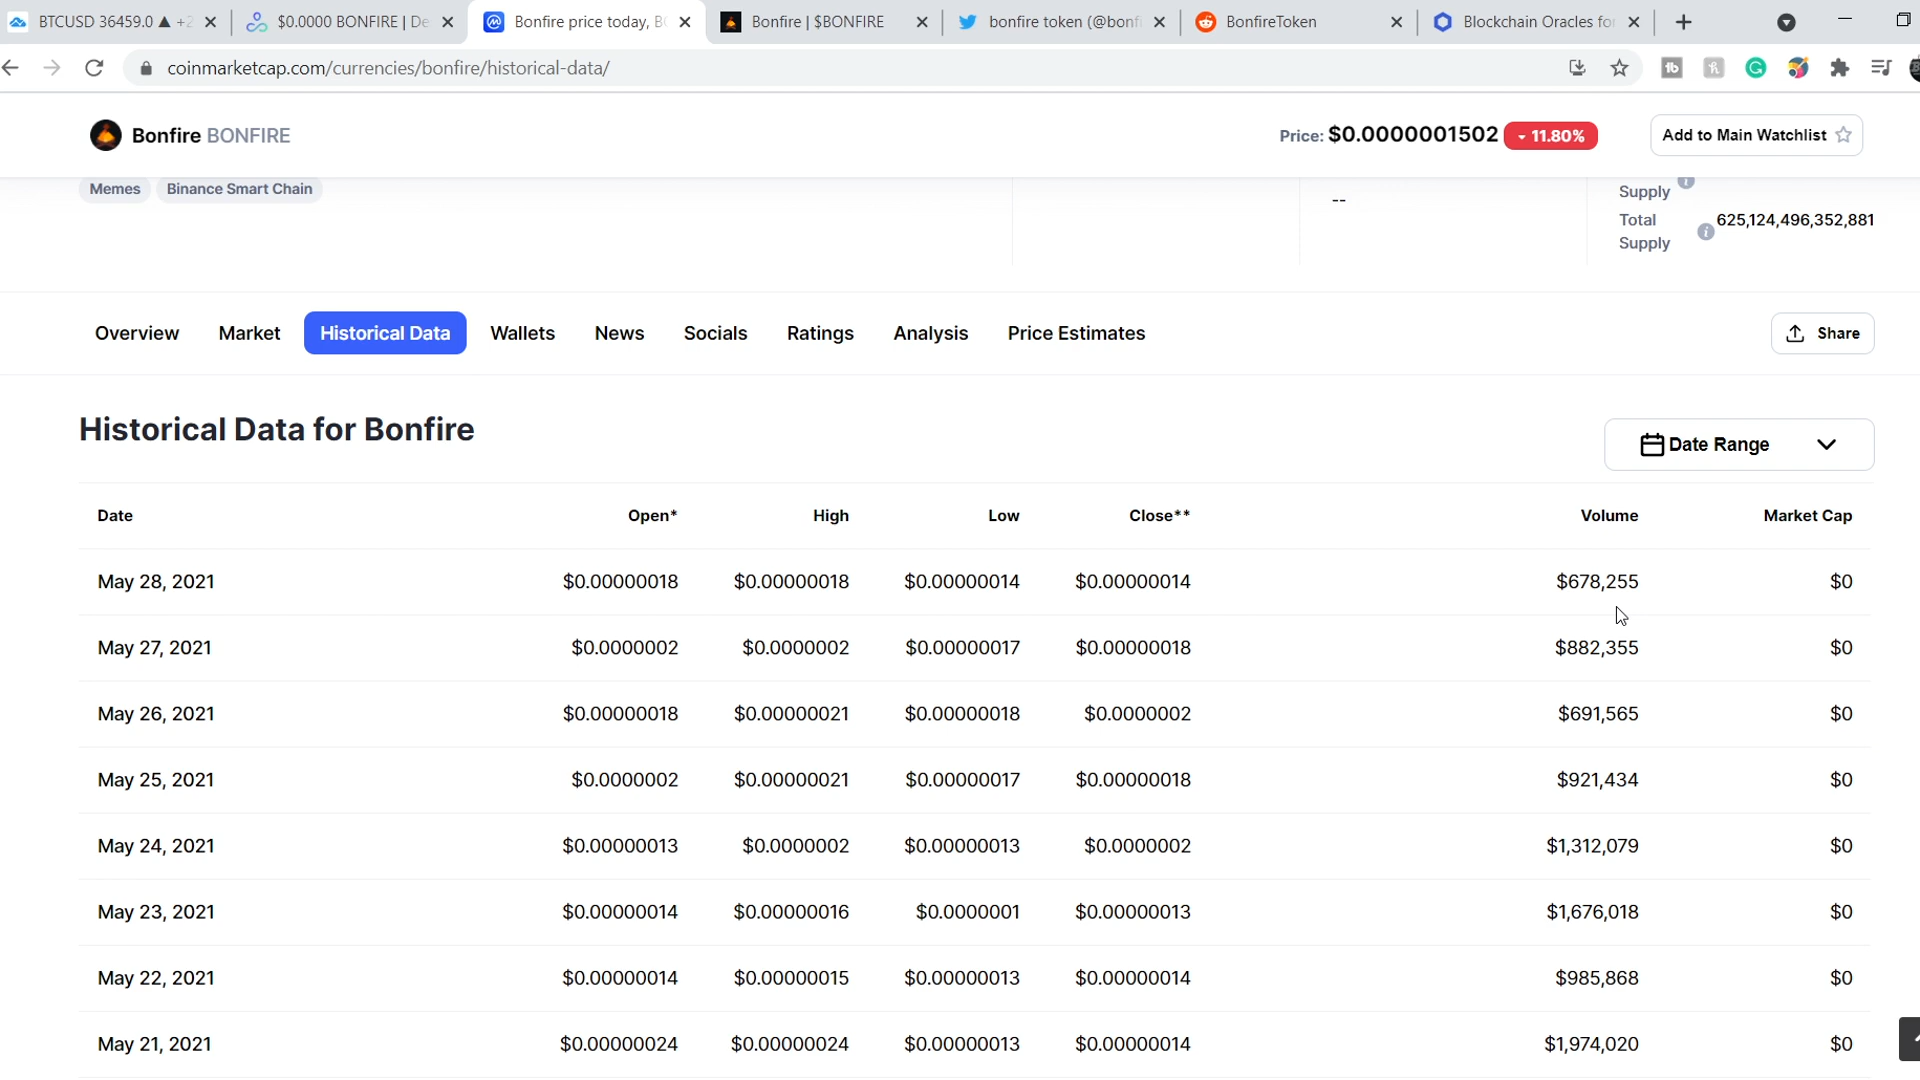 BTCUSD 36459.0 ▲ +2
$0.0000 BONFIRE | De
Bonfire price today, BO
Bonfire | $BONFIRE
bonfire token (@bonfi
BonfireToken
Blockchain Oracles for
coinmarketcap.com/currencies/bonfire/historical-data/
Bonfire BONFIRE
Price: $0.0000001502 11.80%
Add to Main Watchlist
Memes Binance Smart Chain
--
Supply
Total
Supply
625,124,496,352,881
Overview Market Historical Data Wallets News Socials Ratings Analysis Price Estimates Share
Historical Data for Bonfire
Date Range
Date Open* High Low Close** Volume Market Cap
May 28, 2021 $0.00000018 $0.00000018 $0.00000014 $0.00000014 $678,255 $0
May 27, 2021 $0.0000002 $0.0000002 $0.00000017 $0.00000018 $882,355 $0
May 26, 2021 $0.00000018 $0.00000021 $0.00000018 $0.0000002 $691,565 $0
May 25, 2021 $0.0000002 $0.00000021 $0.00000017 $0.00000018 $921,434 $0
May 24, 2021 $0.00000013 $0.0000002 $0.00000013 $0.0000002 $1,312,079 $0
May 23, 2021 $0.00000014 $0.00000016 $0.0000001 $0.00000013 $1,676,018 $0
May 22, 2021 $0.00000014 $0.00000015 $0.00000013 $0.00000014 $985,868 $0
May 21, 2021 $0.00000024 $0.00000024 $0.00000013 $0.00000014 $1,974,020 $0